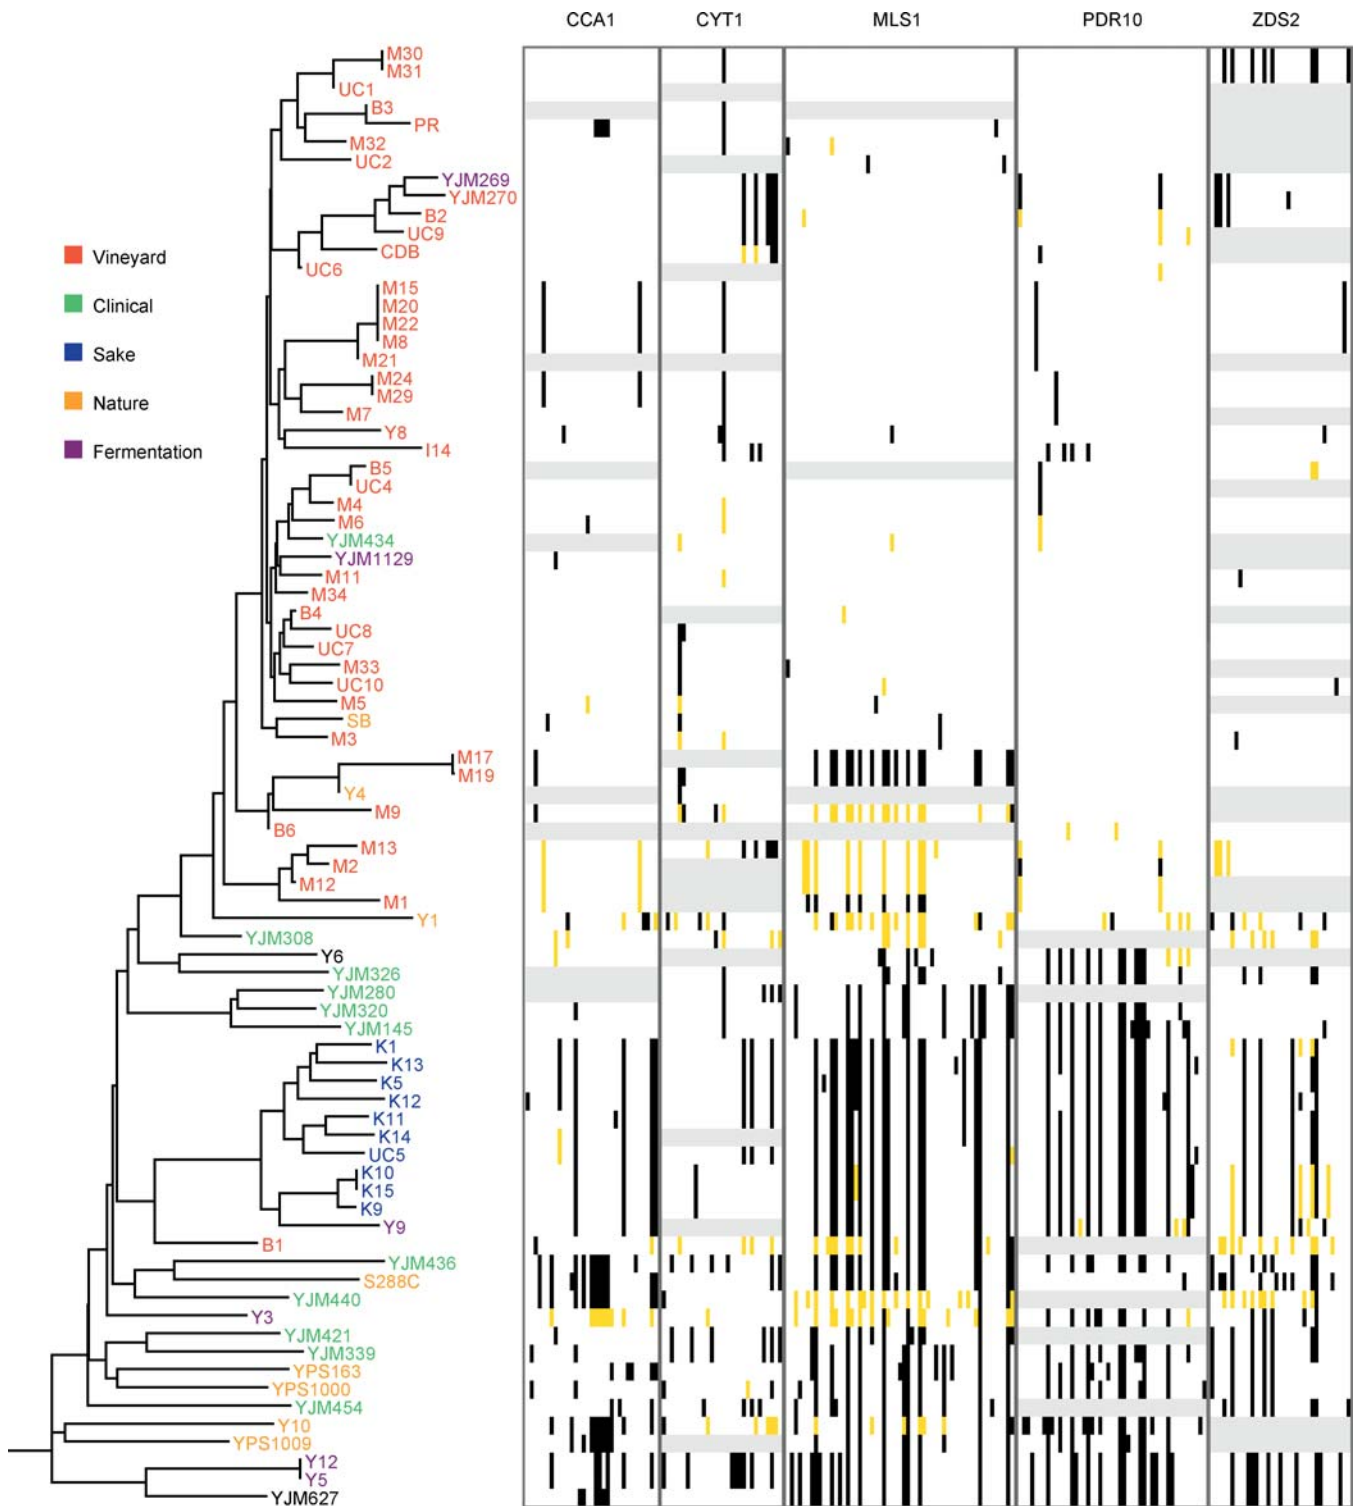 CCA1 CYT1 MLS1 PDR10 ZDS2
M30
M31
UC1
B3
PR
M32
UC2
YJM269
YJM270
B2
UC9
CDB
UC6
Vineyard
Clinical
Sake
Nature
Fermentation
M15
M20
M22
M8
M21
M24
M29
M7
Y8
I14
B5
UC4
M4
M6
YJM434
YJM1129
M11
M34
B4
UC8
UC7
M33
UC10
M5
SB
M3
M17
M19
Y4
M9
B6
M13
M2
M12
M1
Y1
YJM308
Y6
YJM326
YJM280
YJM320
YJM145
K1
K13
K5
K12
K11
K14
UC5
K10
K15
K9
Y9
B1
YJM436
S288C
YJM440
Y3
YJM421
YJM339
YPS163
YPS1000
YJM454
Y10
YPS1009
Y12
Y5
YJM627